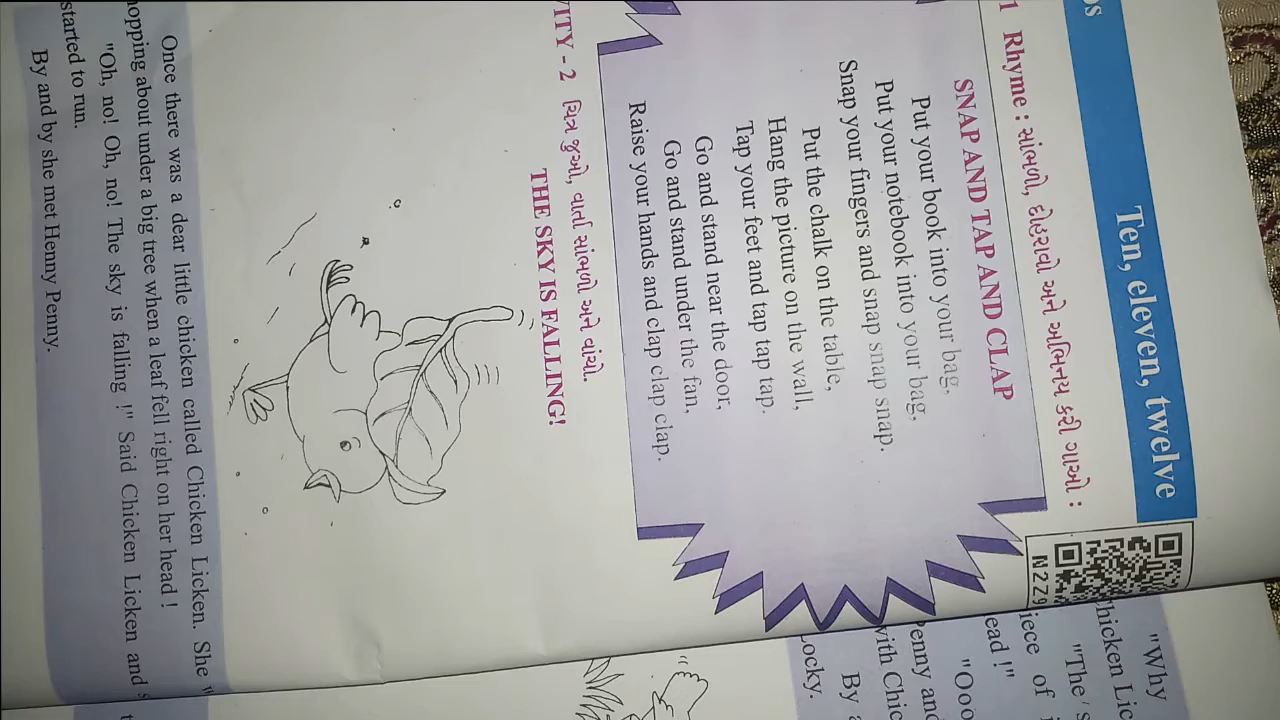 Ten, eleven, twelve
1 Rhyme : સાંભળો, દોહરાવો અને અભિનય કરી ગાઓ :
N2Z9
SNAP AND TAP AND CLAP
Put your book into your bag,
Put your notebook into your bag,
Snap your fingers and snap snap snap.
Put the chalk on the table,
Hang the picture on the wall,
Tap your feet and tap tap tap.
Go and stand near the door,
Go and stand under the fan,
Raise your hands and clap clap clap.
VITY - 2 ચિત્ર જુઓ, વાર્તા સાંભળો અને વાંચો.
THE SKY IS FALLING!
Once there was a dear little chicken called Chicken Licken. She
hopping about under a big tree when a leaf fell right on her head !
"Oh, no! Oh, no! The sky is falling !" Said Chicken Licken and
started to run.
By and by she met Henny Penny.
"Why
"The
piece of
ead !"
"Ooo
enny and
with Chic
By
Locky.